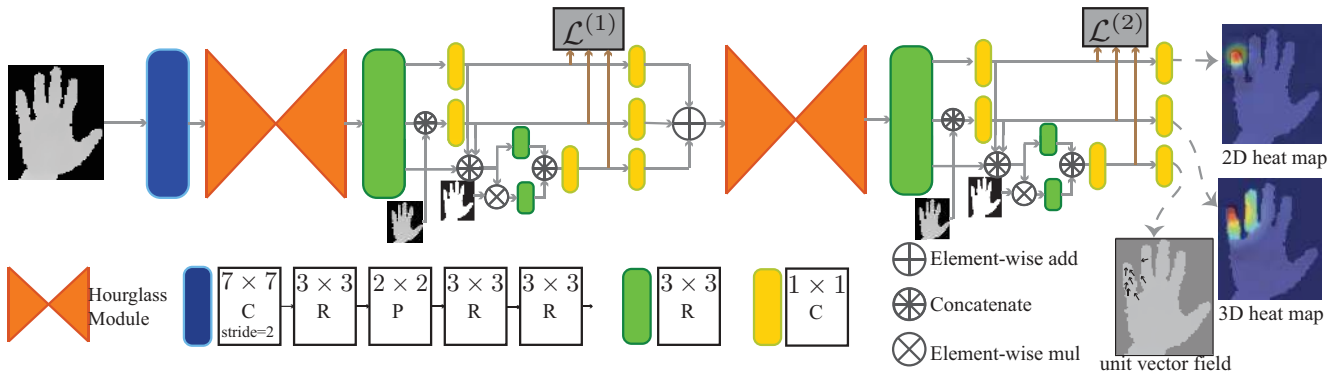 𝓛^(1)
𝓛^(2)
2D heat map
3D heat map
unit vector field
Hourglass
Module
7 × 7
C
stride=2
3 × 3
R
2 × 2
P
3 × 3
R
3 × 3
R
3 × 3
R
1 × 1
C
Element-wise add
Concatenate
Element-wise mul